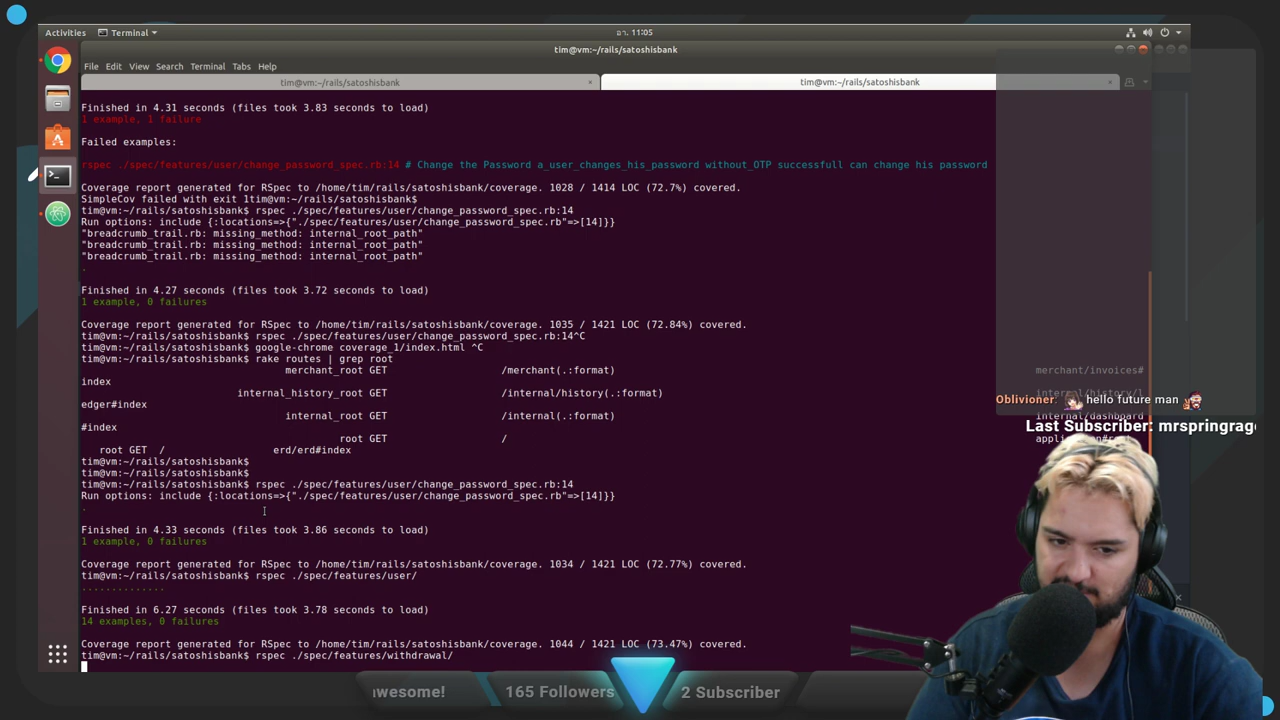 Activities Terminal อา. 11:05
tim@vm:~/rails/satoshisbank
File Edit View Search Terminal Tabs Help
tim@vm:~/rails/satoshisbank tim@vm:~/rails/satoshisbank
Finished in 4.31 seconds (files took 3.83 seconds to load)
1 example, 1 failure
Failed examples:
rspec ./spec/features/user/change_password_spec.rb:14 # Change the Password a_user_changes_his_password without_OTP successfull can change his password
Coverage report generated for RSpec to /home/tim/rails/satoshisbank/coverage. 1028 / 1414 LOC (72.7%) covered.
SimpleCov failed with exit 1tim@vm:~/rails/satoshisbank$
tim@vm:~/rails/satoshisbank$ rspec ./spec/features/user/change_password_spec.rb:14
Run options: include {:locations=>{"./spec/features/user/change_password_spec.rb"=>[14]}}
"breadcrumb_trail.rb: missing_method: internal_root_path"
"breadcrumb_trail.rb: missing_method: internal_root_path"
"breadcrumb_trail.rb: missing_method: internal_root_path"
.
Finished in 4.27 seconds (files took 3.72 seconds to load)
1 example, 0 failures
Coverage report generated for RSpec to /home/tim/rails/satoshisbank/coverage. 1035 / 1421 LOC (72.84%) covered.
tim@vm:~/rails/satoshisbank$ rspec ./spec/features/user/change_password_spec.rb:14^C
tim@vm:~/rails/satoshisbank$ google-chrome coverage_1/index.html ^C
tim@vm:~/rails/satoshisbank$ rake routes | grep root
merchant_root GET /merchant(.:format) merchant/invoices#
index
internal_history_root GET /internal/history(.:format) internal/history/l
edger#index
internal_root GET /internal(.:format) internal/dashboard
#index
root GET /
root GET / erd/erd#index
tim@vm:~/rails/satoshisbank$
tim@vm:~/rails/satoshisbank$
tim@vm:~/rails/satoshisbank$ rspec ./spec/features/user/change_password_spec.rb:14
Run options: include {:locations=>{"./spec/features/user/change_password_spec.rb"=>[14]}}
.
Finished in 4.33 seconds (files took 3.86 seconds to load)
1 example, 0 failures
Coverage report generated for RSpec to /home/tim/rails/satoshisbank/coverage. 1034 / 1421 LOC (72.77%) covered.
tim@vm:~/rails/satoshisbank$ rspec ./spec/features/user/
..............
Finished in 6.27 seconds (files took 3.78 seconds to load)
14 examples, 0 failures
Coverage report generated for RSpec to /home/tim/rails/satoshisbank/coverage. 1044 / 1421 LOC (73.47%) covered.
tim@vm:~/rails/satoshisbank$ rspec ./spec/features/withdrawal/
Oblivioner: hello future man
Last Subscriber: mrspringrag
awesome! 165 Followers 2 Subscriber